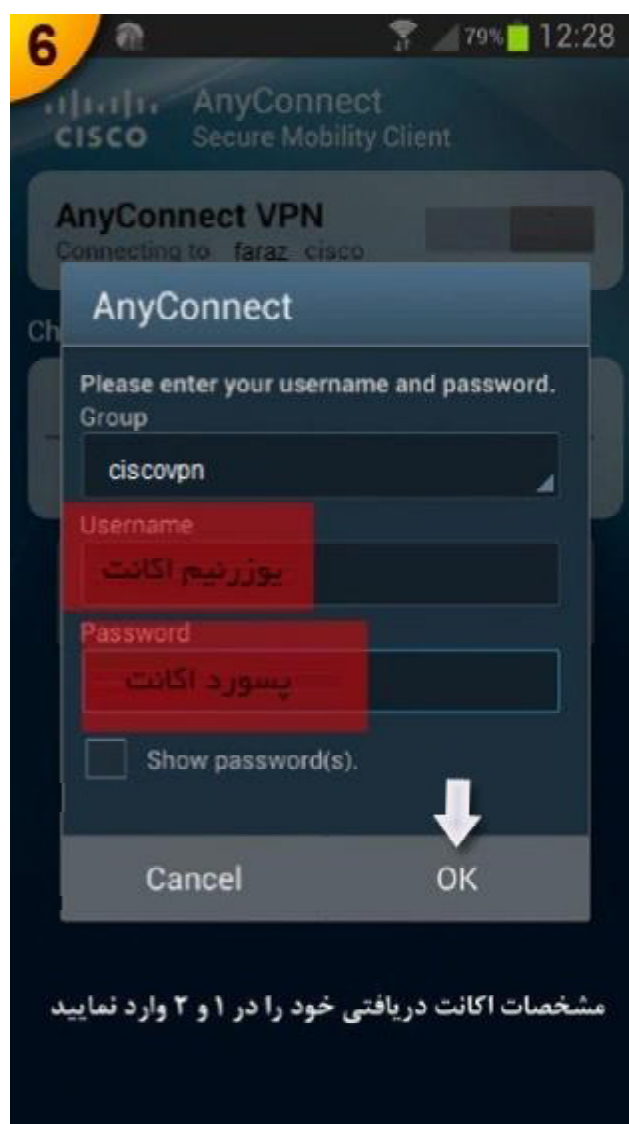 6
79%
12:28
CISCO
AnyConnect
Secure Mobility Client
AnyConnect VPN
Connecting to faraz cisco
AnyConnect
Ch
Please enter your username and password.
Group
ciscovpn
Username
یوزرنیم اکانت
Password
پسورد اکانت
Show password(s).
Cancel
OK
مشخصات اکانت دریافتی خود را در ۱ و ۲ وارد نمایید